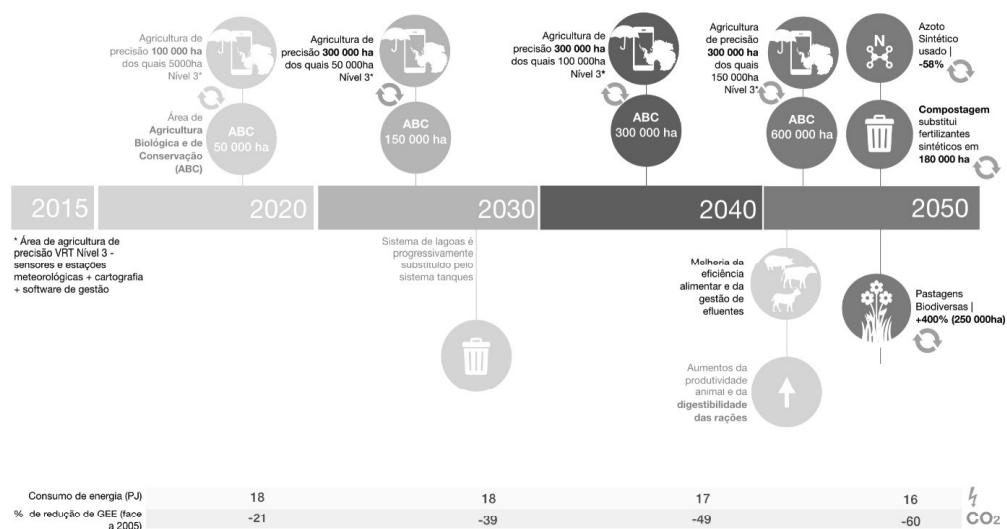 Agricultura de
precisão 100 000 ha
dos quais 5000ha
Nível 3*
Agricultura de
precisão 300 000 ha
dos quais 50 000ha
Nível 3*
Agricultura de
precisão 300 000 ha
dos quais 100 000ha
Nível 3*
Agricultura
de precisão
300 000 ha
dos quais
150 000ha
Nível 3*
N
Azoto
Sintético
usado |
-58%
Área de
Agricultura
Biológica e de
Conservação
(ABC)
ABC
50 000 ha
ABC
150 000 ha
ABC
300 000 ha
ABC
600 000 ha
Compostagem
substitui
fertilizantes
sintéticos em
180 000 ha
2015
2020
2030
2040
2050
* Área de agricultura de
precisão VRT Nível 3 -
sensores e estações
meteorológicas + cartografia
+ software de gestão
Sistema de lagoas é
progressivamente
substituído pelo
sistema tanques
Melhoria da
eficiência
alimentar e da
gestão de
efluentes
Pastagens
Biodiversas |
+400% (250 000ha)
Aumentos da
produtividade
animal e da
digestibilidade
das rações
Consumo de energia (PJ) 18 18 17 16
% de redução de GEE (face
a 2005) -21 -39 -49 -60 CO2